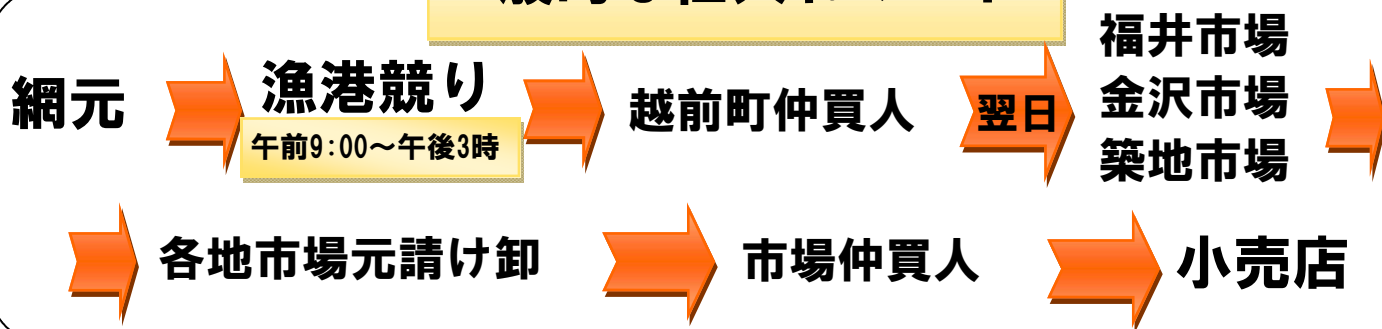 網元
漁港競り
午前9:00～午後3時
越前町仲買人
翌日
福井市場
金沢市場
築地市場
各地市場元請け卸
市場仲買人
小売店